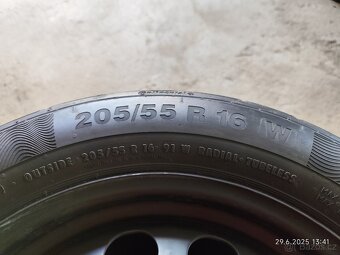 205/55 R 16 W
OUTSIDE 205/55 R 16 91 W RADIAL TUBELESS
29.6.2025 13:41